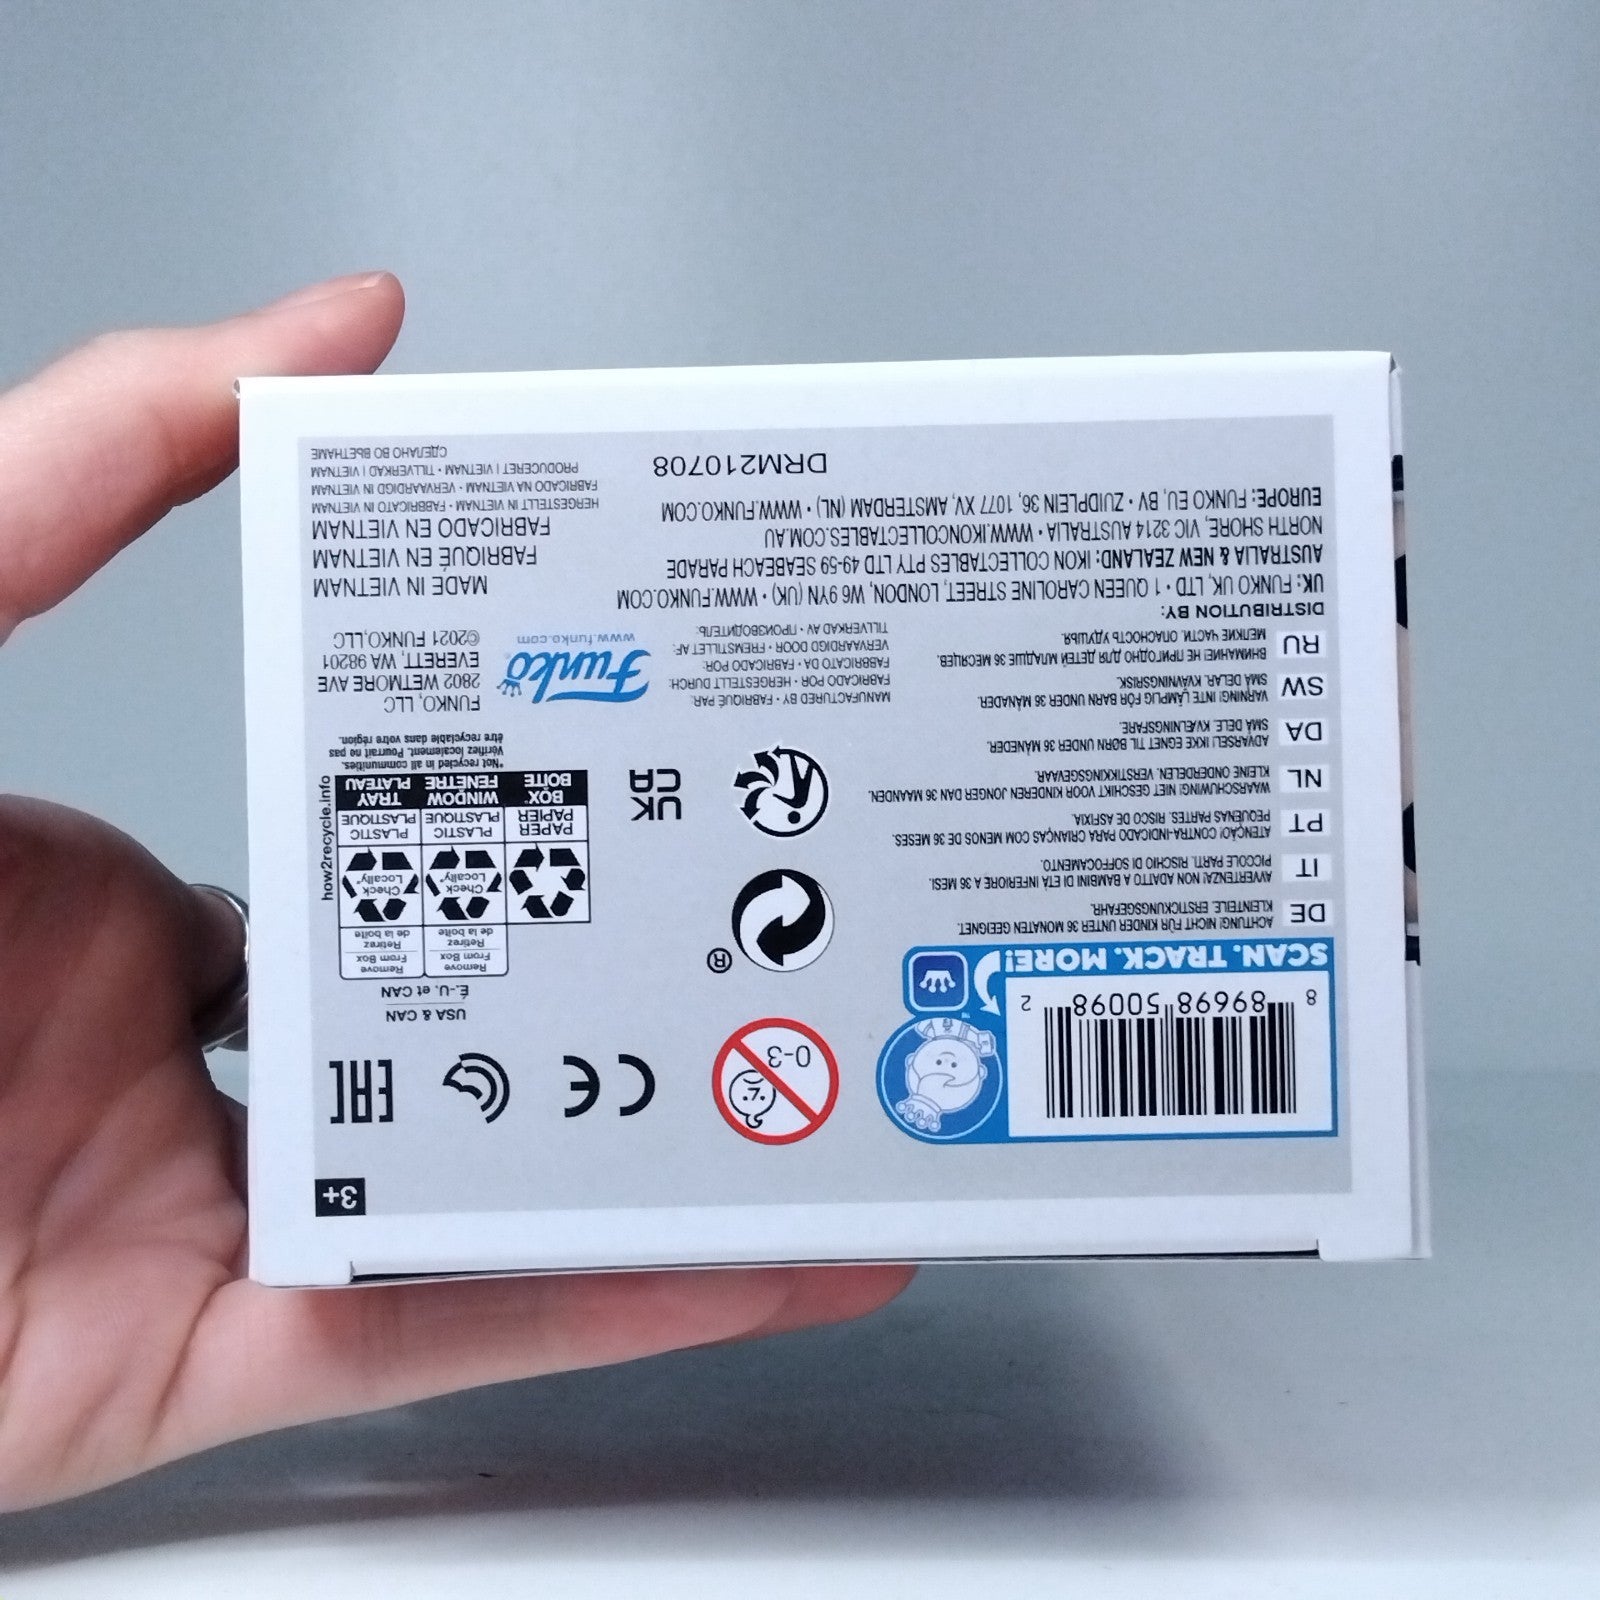 3+
8 89698 50098 2
SCAN. TRACK. MORE!
™
0-3
CE
EAC
USA & CAN
É.-U. et CAN
Remove
From Box
Retirez
de la boîte
Remove
From Box
Retirez
de la boîte
Check
Locally*
Check
Locally*
PAPER
PAPIER
PLASTIC
PLASTIQUE
PLASTIC
PLASTIQUE
BOX*
BOÎTE
WINDOW
FENÊTRE
TRAY
PLATEAU
how2recycle.info
*Not recycled in all communities.
Vérifiez localement. Pourrait ne pas
être recyclable dans votre région.
®
UK
CA
DE
ACHTUNG! NICHT FÜR KINDER UNTER 36 MONATEN GEEIGNET.
KLEINTEILE. ERSTICKUNGSGEFAHR.
IT
AVVERTENZA! NON ADATTO A BAMBINI DI ETÀ INFERIORE A 36 MESI.
PICCOLE PARTI. RISCHIO DI SOFFOCAMENTO.
PT
ATENÇÃO! CONTRA-INDICADO PARA CRIANÇAS COM MENOS DE 36 MESES.
PEQUENAS PARTES. RISCO DE ASFIXIA.
NL
WAARSCHUWING! NIET GESCHIKT VOOR KINDEREN JONGER DAN 36 MAANDEN.
KLEINE ONDERDELEN. VERSTIKKINGSGEVAAR.
DA
ADVARSEL! IKKE EGNET TIL BØRN UNDER 36 MÅNEDER.
SMÅ DELE. KVÆLNINGSFARE.
SW
VARNING! INTE LÄMPLIG FÖR BARN UNDER 36 MÅNADER.
SMÅ DELAR. KVÄVNINGSRISK.
RU
ВНИМАНИЕ! НЕ ПРИГОДНО ДЛЯ ДЕТЕЙ МЛАДШЕ 36 МЕСЯЦЕВ.
МЕЛКИЕ ЧАСТИ. ОПАСНОСТЬ УДУШЬЯ.
MANUFACTURED BY • FABRIQUÉ PAR:
FABRICADO POR • HERGESTELLT DURCH:
FABBRICATO DA • FABRICADO POR:
VERVAARDIGD DOOR • FREMSTILLET AF:
TILLVERKAD AV • ПРОИЗВОДИТЕЛЬ:
Funko
www.funko.com
FUNKO, LLC
2802 WETMORE AVE
EVERETT, WA 98201
©2021 FUNKO,LLC
DISTRIBUTION BY:
UK: FUNKO UK, LTD • 1 QUEEN CAROLINE STREET, LONDON, W6 9YN (UK) • WWW.FUNKO.COM
AUSTRALIA & NEW ZEALAND: IKON COLLECTABLES PTY LTD 49-59 SEABEACH PARADE
NORTH SHORE, VIC 3214 AUSTRALIA • WWW.IKONCOLLECTABLES.COM.AU
EUROPE: FUNKO EU, BV • ZUIDPLEIN 36, 1077 XV, AMSTERDAM (NL) • WWW.FUNKO.COM
DRM210708
MADE IN VIETNAM
FABRIQUÉ EN VIETNAM
FABRICADO EN VIETNAM
HERGESTELLT IN VIETNAM • FABBRICATO IN VIETNAM
FABRICADO NA VIETNAM • VERVAARDIGD IN VIETNAM
PRODUCERET I VIETNAM • TILLVERKAD I VIETNAM
СДЕЛАНО ВО ВЬЕТНАМЕ